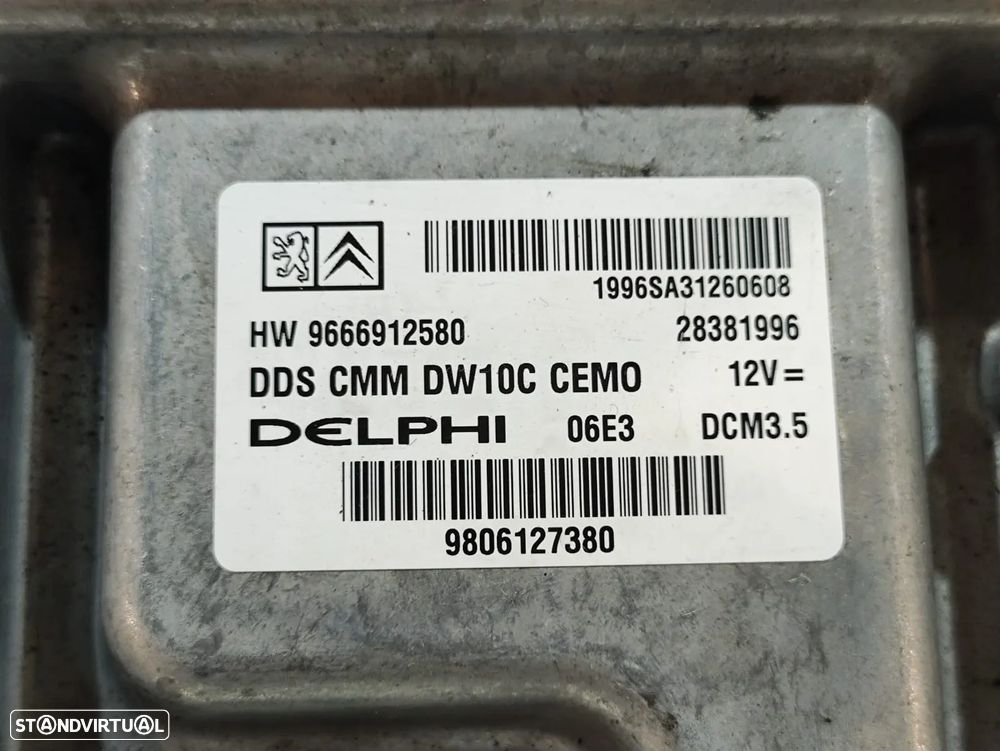 1996SA31260608
HW 9666912580 28381996
DDS CMM DW10C CEMO 12V=
DELPHI 06E3 DCM3.5
9806127380
STANDVIRTUAL